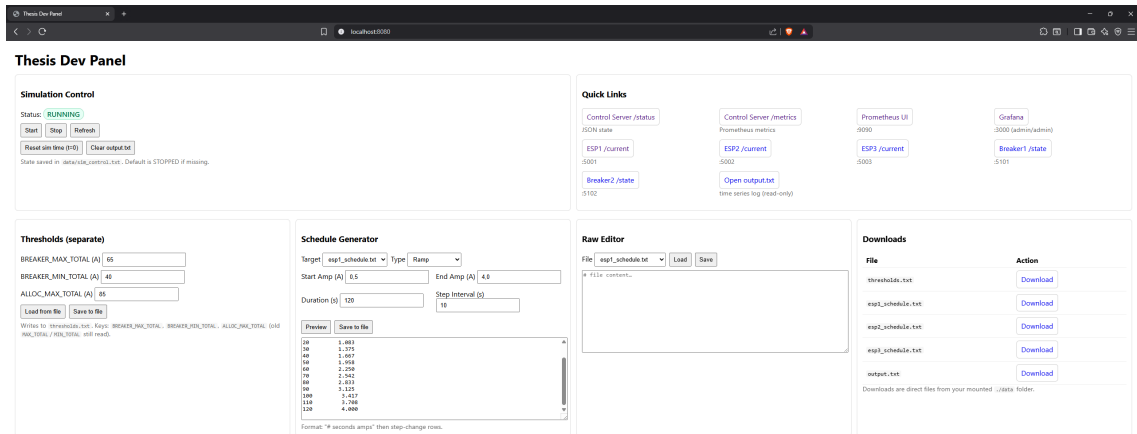 Thesis Dev Panel
localhost:8080
Thesis Dev Panel
Simulation Control
Status: RUNNING
Start Stop Refresh
Reset sim time (t=0) Clear output.txt
State saved in data/sim_control.txt. Default is STOPPED if missing.
Quick Links
Control Server /status Control Server /metrics Prometheus UI Grafana
JSON state Prometheus metrics :9090 :3000 (admin/admin)
ESP1 /current ESP2 /current ESP3 /current Breaker1 /state
:5001 :5002 :5003 :5101
Breaker2 /state Open output.txt
:5102 time series log (read-only)
Thresholds (separate)
BREAKER_MAX_TOTAL (A) 65
BREAKER_MIN_TOTAL (A) 40
ALLOC_MAX_TOTAL (A) 85
Load from file Save to file
Writes to thresholds.txt. Keys: BREAKER_MAX_TOTAL, BREAKER_MIN_TOTAL, ALLOC_MAX_TOTAL (old
MAX_TOTAL / MIN_TOTAL still read).
Schedule Generator
Target esp1_schedule.txt Type Ramp
Start Amp (A) 0,5 End Amp (A) 4,0
Duration (s) 120 Step Interval (s) 10
Preview Save to file
20 1.083
30 1.375
40 1.667
50 1.958
60 2.250
70 2.542
80 2.833
90 3.125
100 3.417
110 3.708
120 4.000
Format: "# seconds amps" then step-change rows.
Raw Editor
File esp1_schedule.txt Load Save
# file content…
Downloads
File Action
thresholds.txt Download
esp1_schedule.txt Download
esp2_schedule.txt Download
esp3_schedule.txt Download
output.txt Download
Downloads are direct files from your mounted ./data folder.